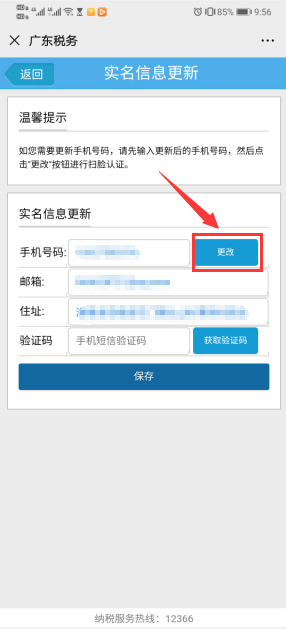 85% 9:56
广东税务
返回 实名信息更新
温馨提示
如您需要更新手机号码，请先输入更新后的手机号码，然后点
击“更改”按钮进行扫脸认证。
实名信息更新
手机号码: 更改
邮箱:
住址:
验证码 手机短信验证码 获取验证码
保存
纳税服务热线：12366